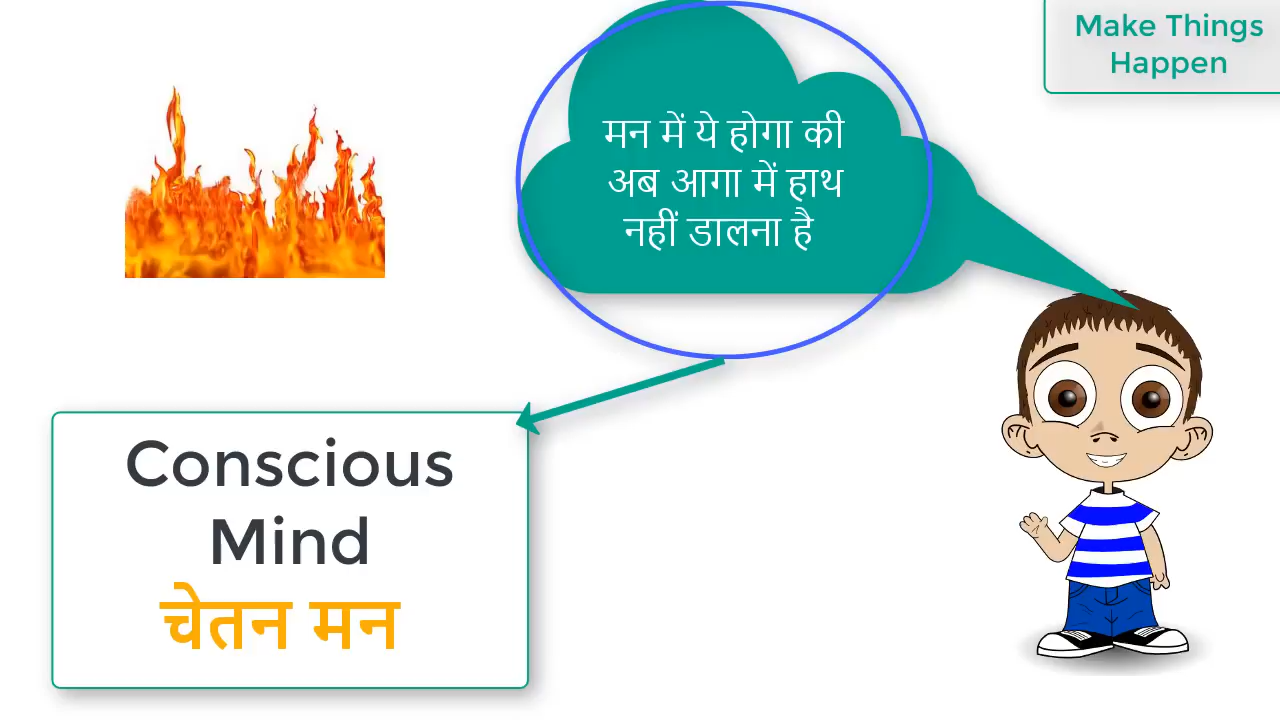 Make Things
Happen
मन में ये होगा की
अब आगा में हाथ
नहीं डालना है
Conscious
Mind
चेतन मन